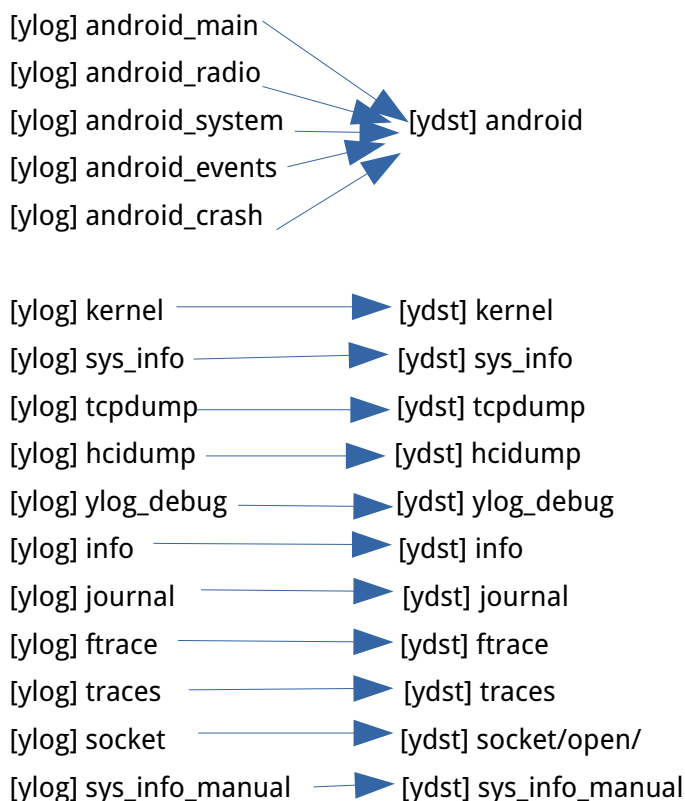 [ylog] android_main
[ylog] android_radio
[ylog] android_system [ydst] android
[ylog] android_events
[ylog] android_crash
[ylog] kernel [ydst] kernel
[ylog] sys_info [ydst] sys_info
[ylog] tcpdump [ydst] tcpdump
[ylog] hcidump [ydst] hcidump
[ylog] ylog_debug [ydst] ylog_debug
[ylog] info [ydst] info
[ylog] journal [ydst] journal
[ylog] ftrace [ydst] ftrace
[ylog] traces [ydst] traces
[ylog] socket [ydst] socket/open/
[ylog] sys_info_manual [ydst] sys_info_manual